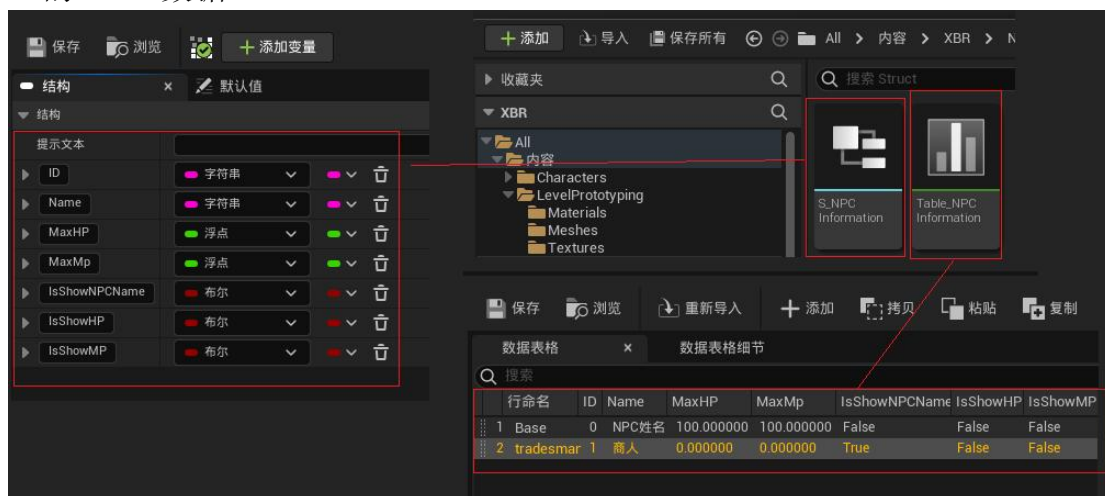 保存 浏览 添加变量
结构 × 默认值
结构
提示文本
ID 字符串
Name 字符串
MaxHP 浮点
MaxMp 浮点
IsShowNPCName 布尔
IsShowHP 布尔
IsShowMP 布尔
添加 导入 保存所有 All 内容 XBR
收藏夹
搜索 Struct
XBR
All
内容
Characters
LevelPrototyping
Materials
Meshes
Textures
S_NPC
Information
Table_NPC
Information
保存 浏览 重新导入 添加 拷贝 粘贴 复制
数据表格 × 数据表格细节
搜索
行命名 ID Name MaxHP MaxMp IsShowNPCName IsShowHP IsShowMP
1 Base 0 NPC姓名 100.000000 100.000000 False False False
2 tradesmar 1 商人 0.000000 0.000000 True False False